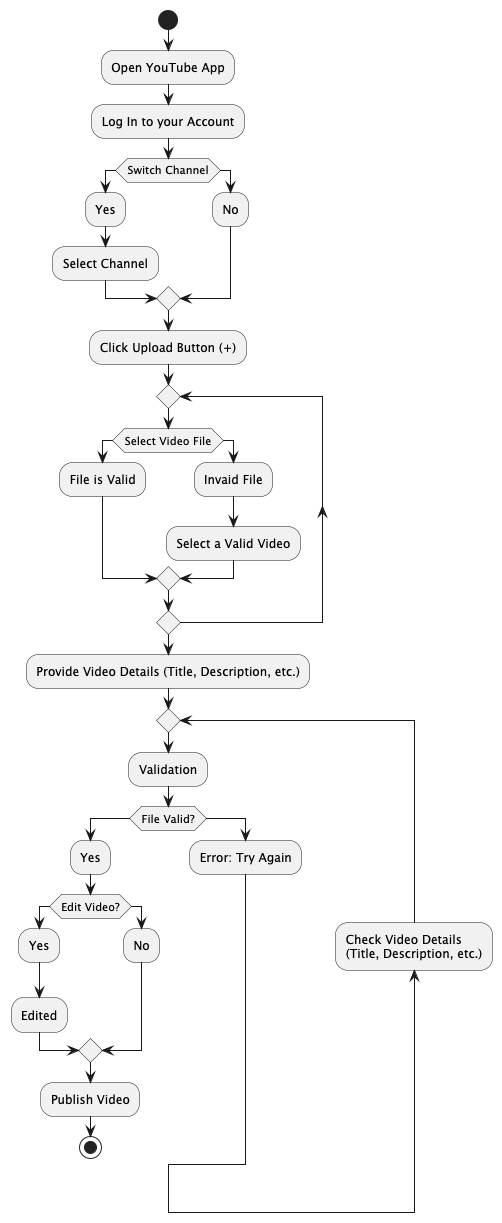 Open YouTube App
Log In to your Account
Switch Channel
Yes
No
Select Channel
Click Upload Button (+)
Select Video File
File is Valid
Invaid File
Select a Valid Video
Provide Video Details (Title, Description, etc.)
Validation
File Valid?
Yes
Error: Try Again
Edit Video?
Yes
No
Check Video Details
(Title, Description, etc.)
Edited
Publish Video